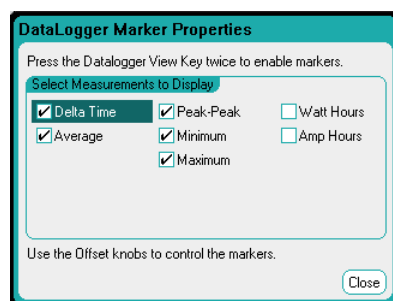 DataLogger Marker Properties
Press the Datalogger View Key twice to enable markers.
Select Measurements to Display
Delta Time Peak-Peak Watt Hours
Average Minimum Amp Hours
Maximum
Use the Offset knobs to control the markers.
Close